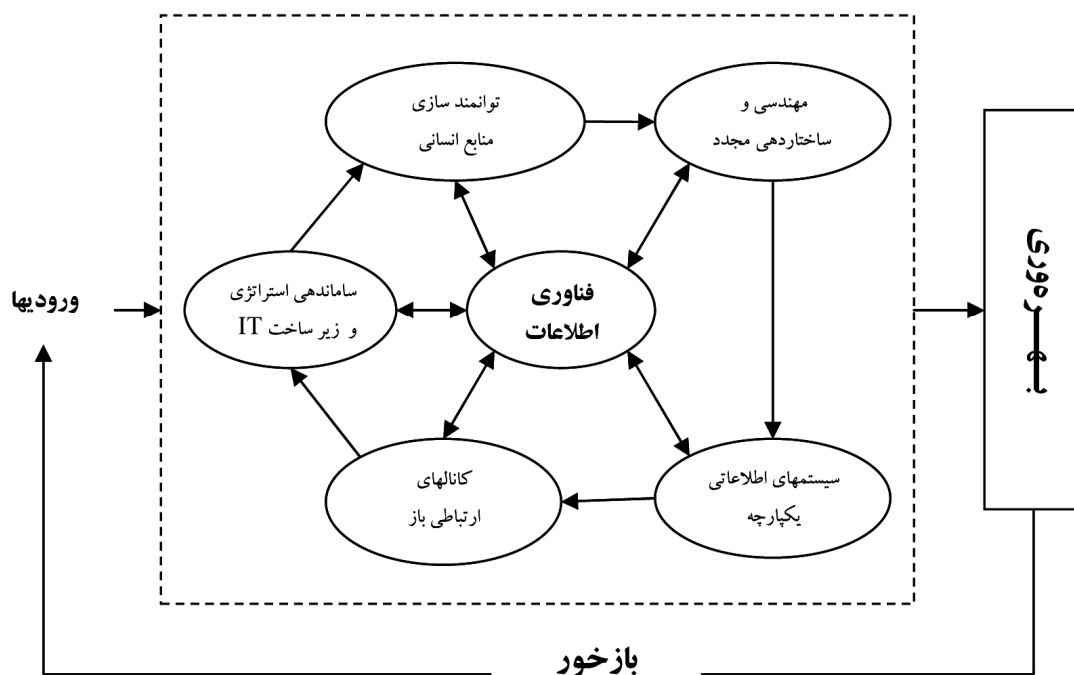 توانمند سازی
منابع انسانی
مهندسی و
ساختاردهی مجدد
بـهـــره‌وری
ورودیها
ساماندهی استراتژی
و زیر ساخت IT
فناوری
اطلاعات
کانالهای
ارتباطی باز
سیستمهای اطلاعاتی
یکپارچه
بازخور